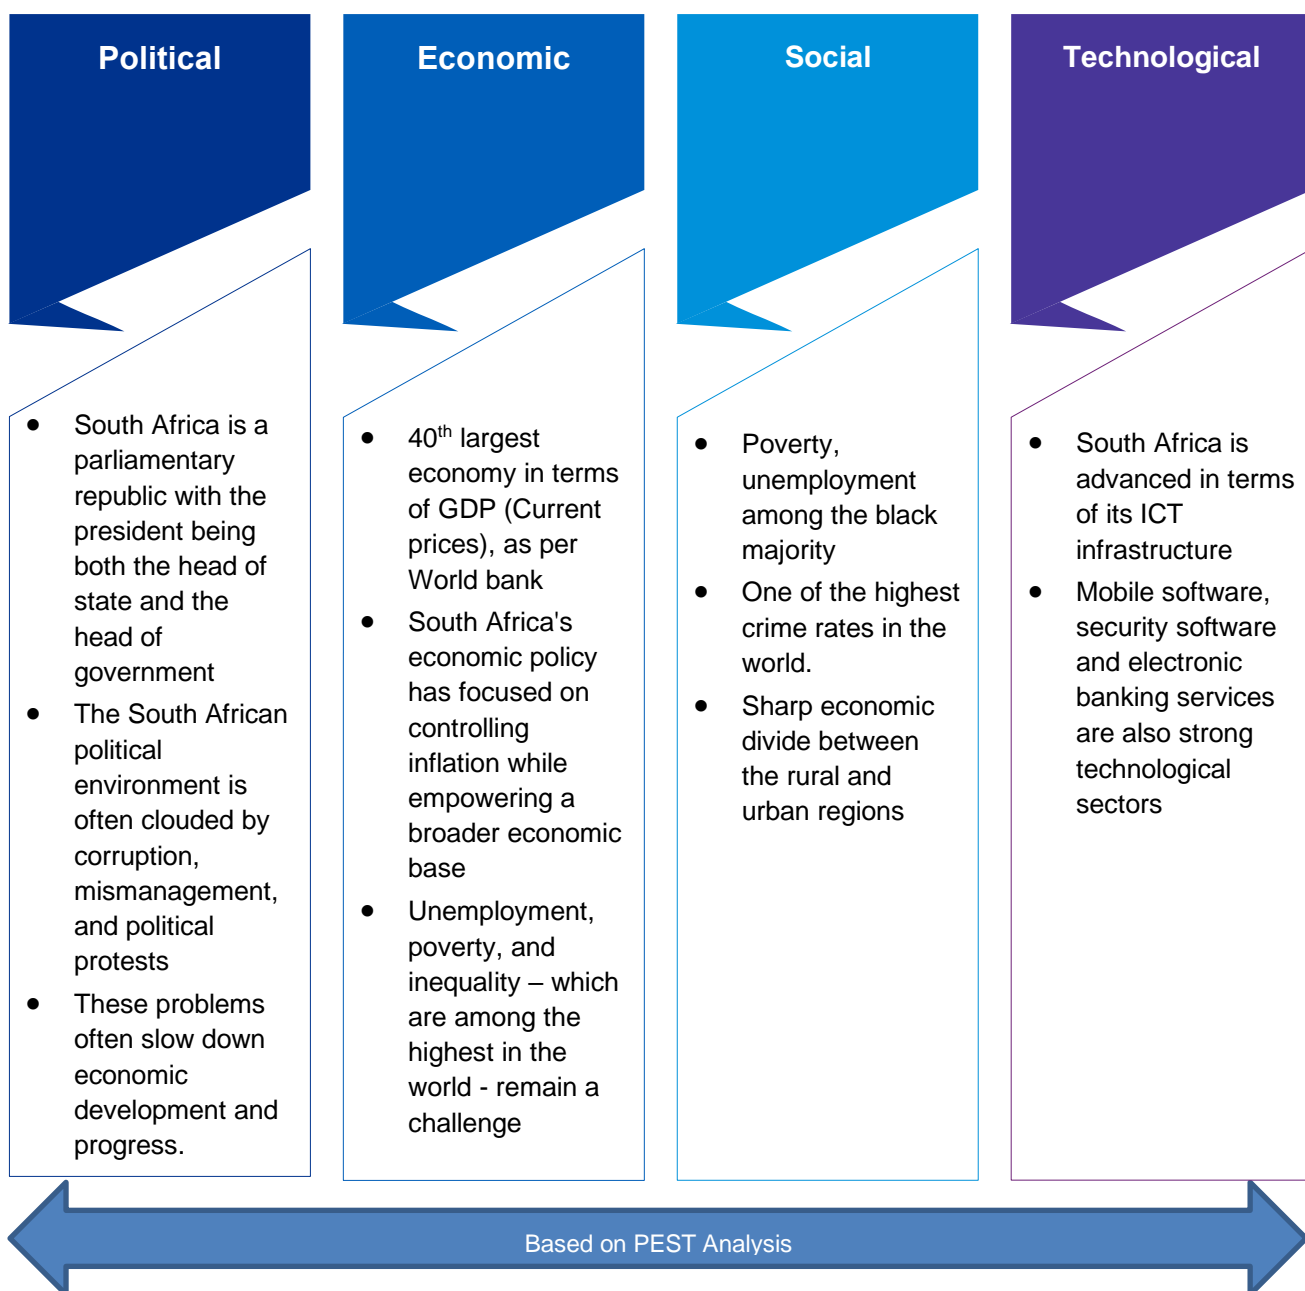 Political
South Africa is a
parliamentary
republic with the
president being
both the head of
state and the
head of
government
The South African
political
environment is
often clouded by
corruption,
mismanagement,
and political
protests
These problems
often slow down
economic
development and
progress.
Economic
40th largest
economy in terms
of GDP (Current
prices), as per
World bank
South Africa's
economic policy
has focused on
controlling
inflation while
empowering a
broader economic
base
Unemployment,
poverty, and
inequality – which
are among the
highest in the
world - remain a
challenge
Social
Poverty,
unemployment
among the black
majority
One of the highest
crime rates in the
world.
Sharp economic
divide between
the rural and
urban regions
Technological
South Africa is
advanced in terms
of its ICT
infrastructure
Mobile software,
security software
and electronic
banking services
are also strong
technological
sectors
Based on PEST Analysis